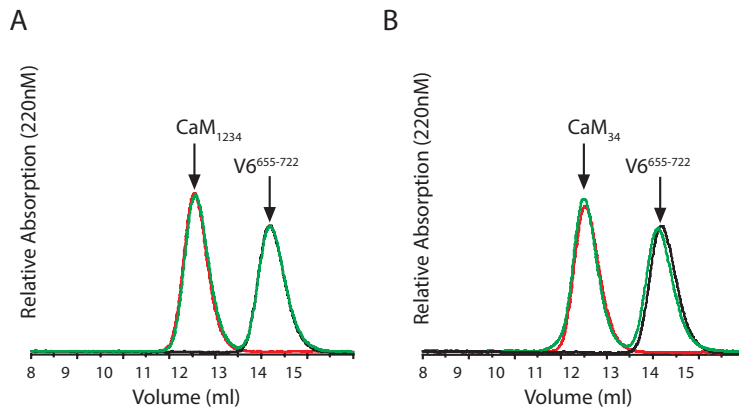 A
Relative Absorption (220nM)
CaM1234
V6655-722
8 9 10 11 12 13 14 15
Volume (ml)
B
Relative Absorption (220nM)
CaM34
V6655-722
8 9 10 11 12 13 14 15
Volume (ml)